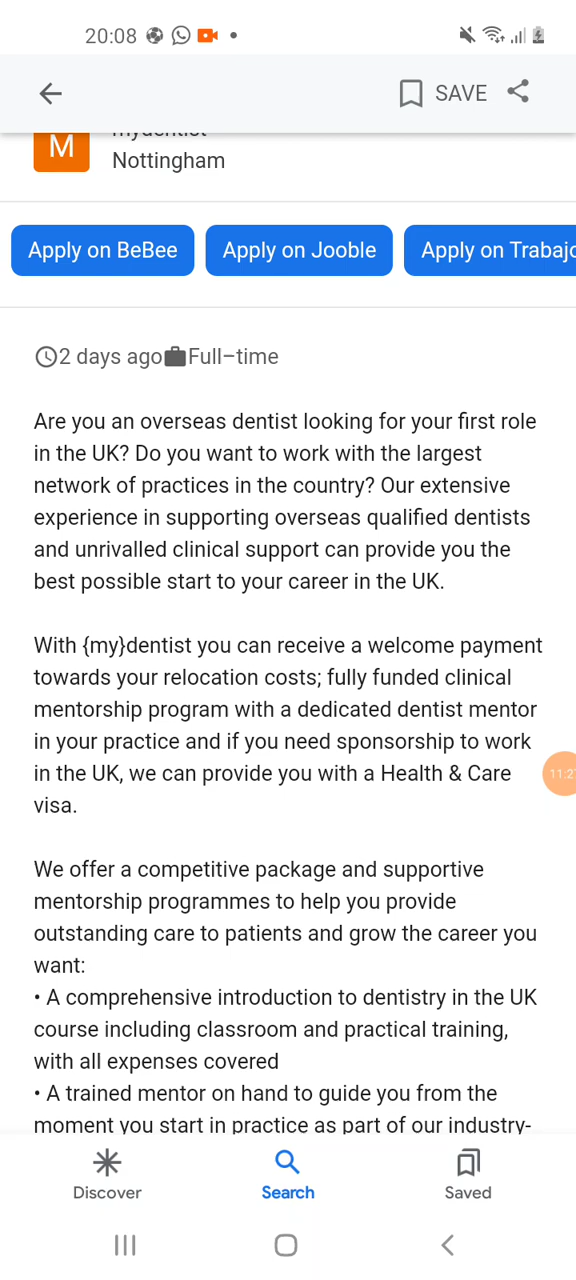 20:08
SAVE
M mydentist
Nottingham
Apply on BeBee Apply on Jooble Apply on Trabajo
2 days ago Full-time
Are you an overseas dentist looking for your first role
in the UK? Do you want to work with the largest
network of practices in the country? Our extensive
experience in supporting overseas qualified dentists
and unrivalled clinical support can provide you the
best possible start to your career in the UK.
With {my}dentist you can receive a welcome payment
towards your relocation costs; fully funded clinical
mentorship program with a dedicated dentist mentor
in your practice and if you need sponsorship to work
in the UK, we can provide you with a Health & Care
visa.
We offer a competitive package and supportive
mentorship programmes to help you provide
outstanding care to patients and grow the career you
want:
• A comprehensive introduction to dentistry in the UK
course including classroom and practical training,
with all expenses covered
• A trained mentor on hand to guide you from the
moment you start in practice as part of our industry-
Discover Search Saved